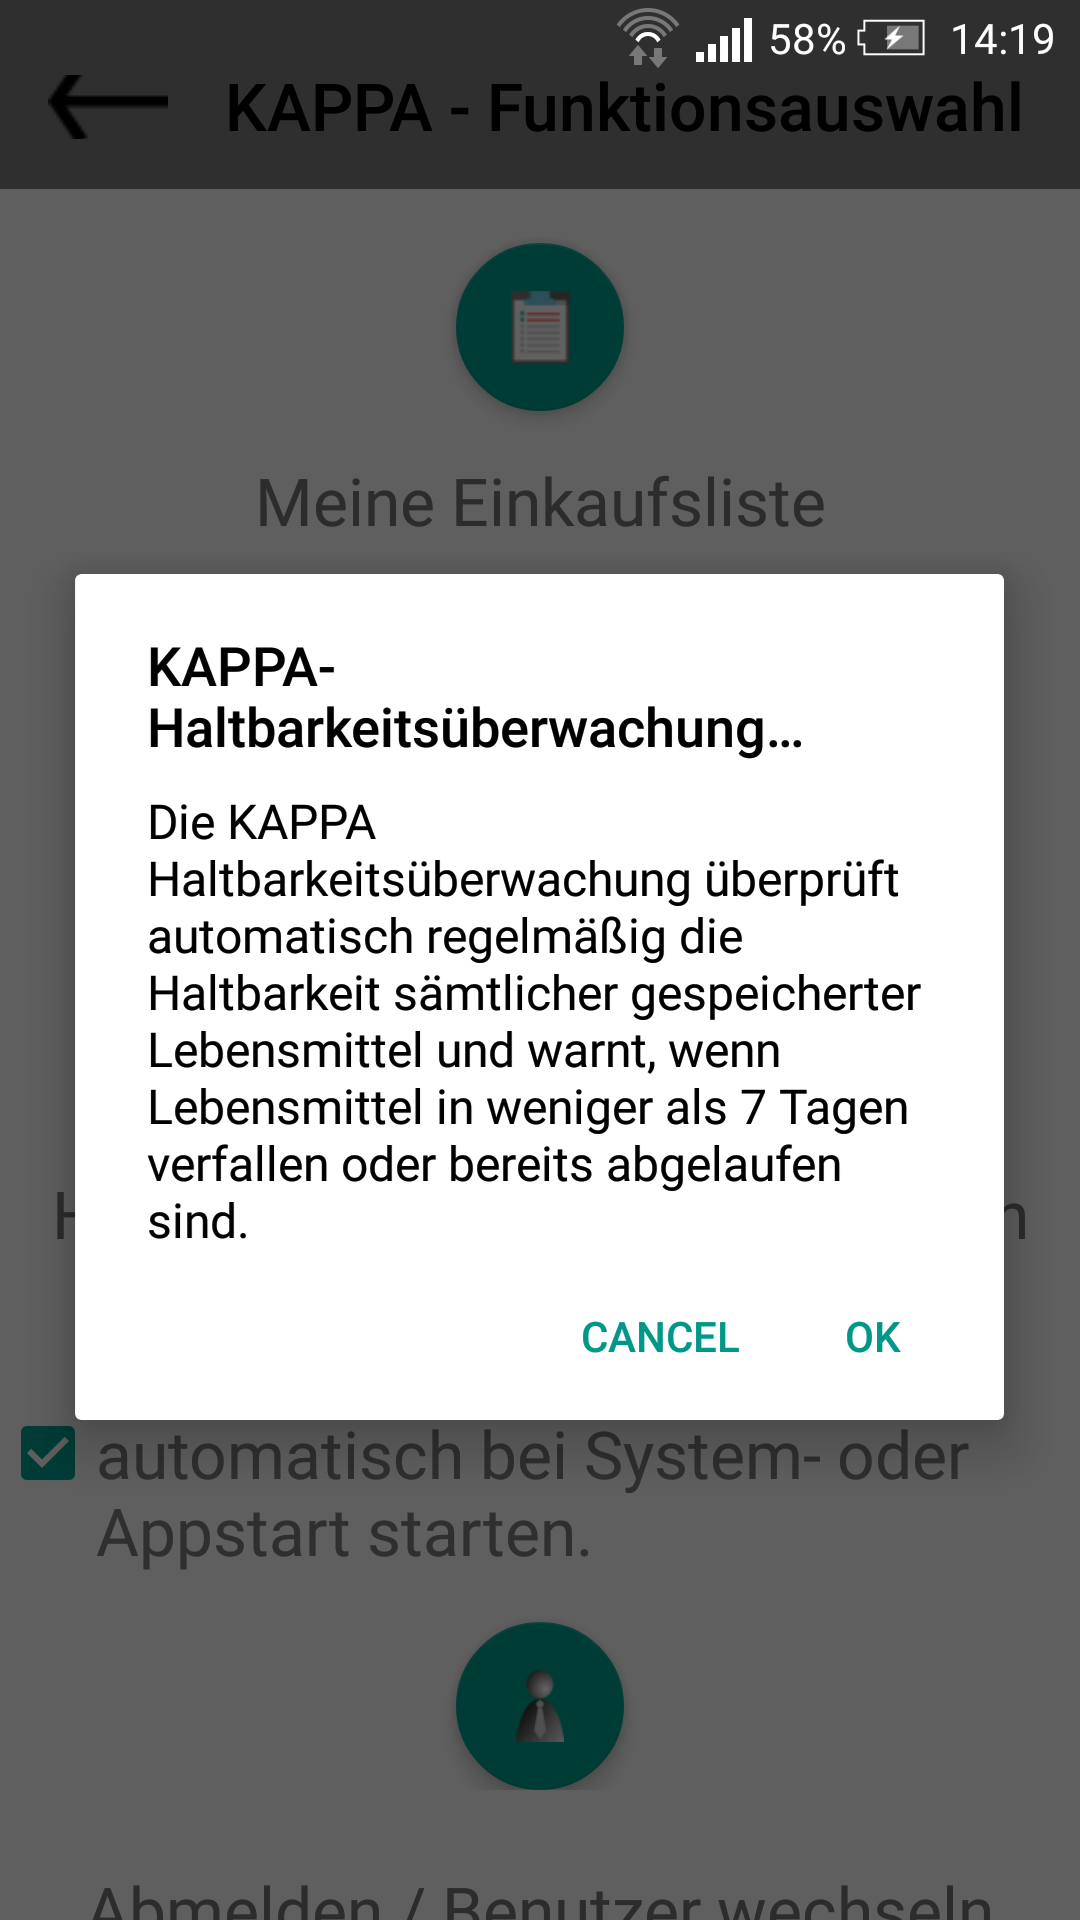 58% 14:19
KAPPA - Funktionsauswahl
Meine Einkaufsliste
KAPPA-
Haltbarkeitsüberwachung...
Die KAPPA
Haltbarkeitsüberwachung überprüft
automatisch regelmäßig die
Haltbarkeit sämtlicher gespeicherter
Lebensmittel und warnt, wenn
Lebensmittel in weniger als 7 Tagen
verfallen oder bereits abgelaufen
sind.
CANCEL OK
automatisch bei System- oder
Appstart starten.
Abmelden / Benutzer wechseln